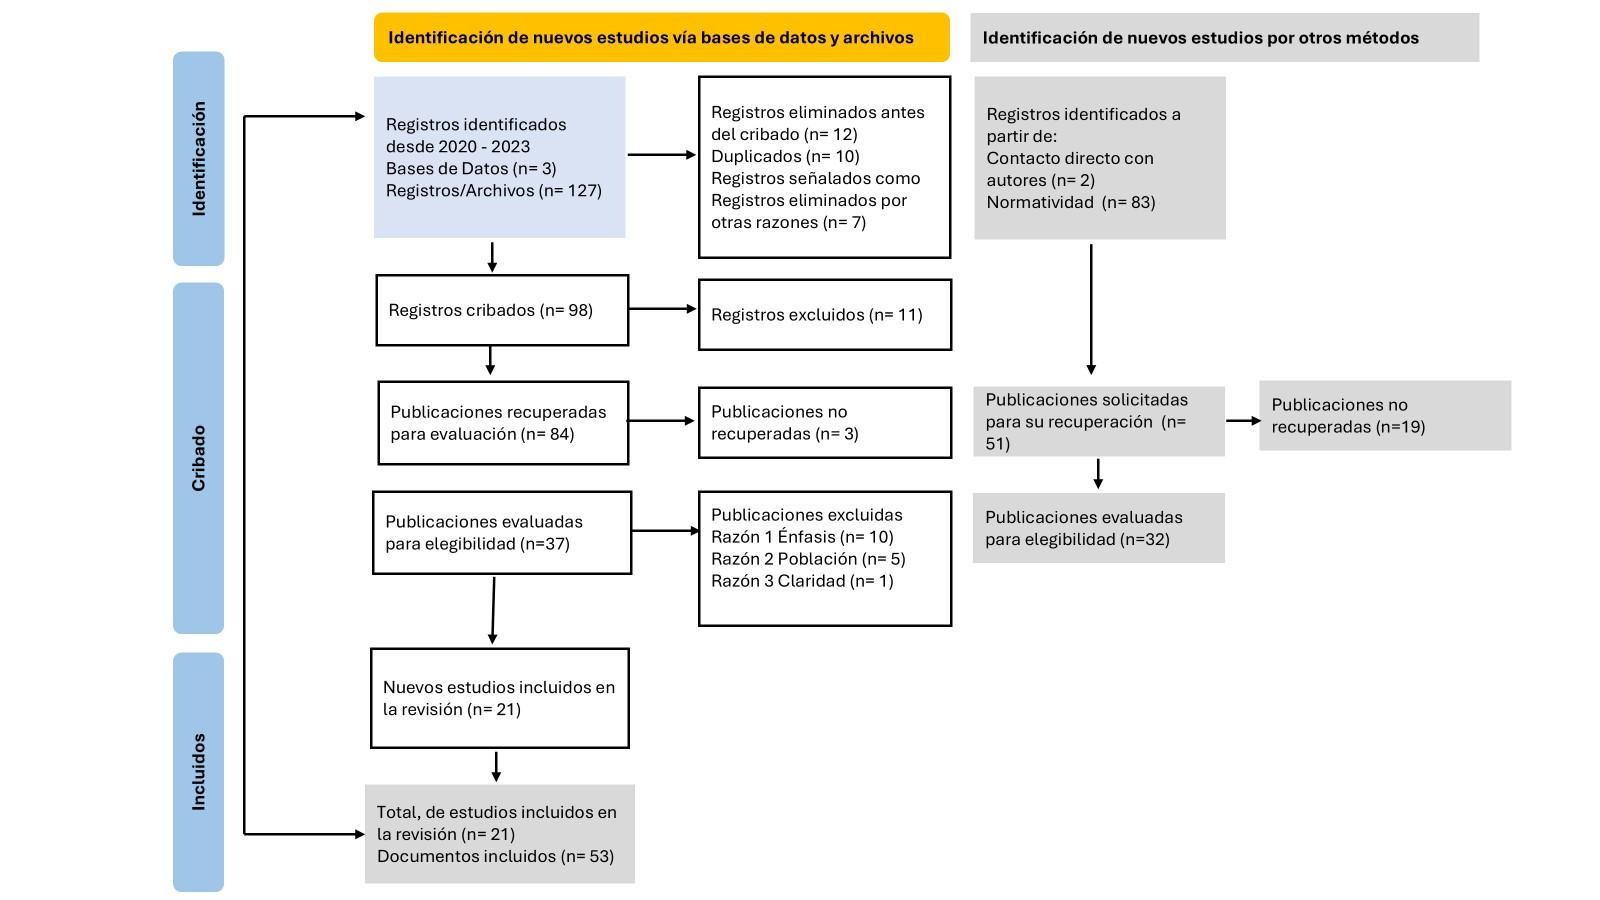 Identificación de nuevos estudios vía bases de datos y archivos
Identificación de nuevos estudios por otros métodos
Identificación
Registros identificados
desde 2020 - 2023
Bases de Datos (n= 3)
Registros/Archivos (n= 127)
Registros eliminados antes
del cribado (n= 12)
Duplicados (n= 10)
Registros señalados como
Registros eliminados por
otras razones (n= 7)
Registros identificados a
partir de:
Contacto directo con
autores (n= 2)
Normatividad  (n= 83)
Cribado
Registros cribados (n= 98)
Registros excluidos (n= 11)
Publicaciones recuperadas
para evaluación (n= 84)
Publicaciones no
recuperadas (n= 3)
Publicaciones solicitadas
para su recuperación  (n=
51)
Publicaciones no
recuperadas (n=19)
Publicaciones evaluadas
para elegibilidad (n=37)
Publicaciones excluidas
Razón 1 Énfasis (n= 10)
Razón 2 Población (n= 5)
Razón 3 Claridad (n= 1)
Publicaciones evaluadas
para elegibilidad (n=32)
Incluidos
Nuevos estudios incluidos en
la revisión (n= 21)
Total, de estudios incluidos en
la revisión (n= 21)
Documentos incluidos (n= 53)